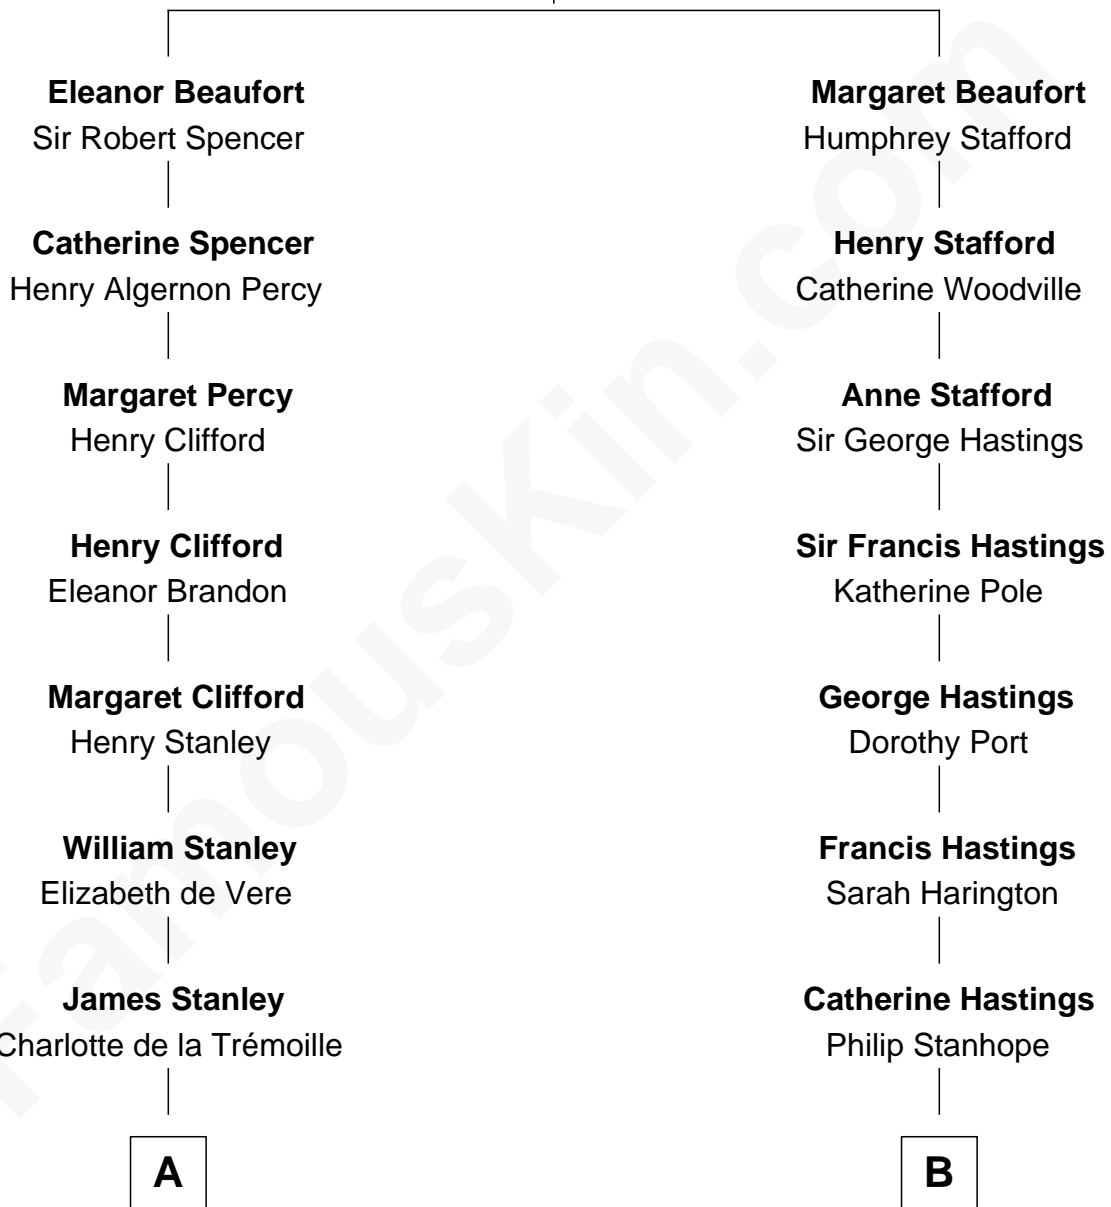 Eleanor Beaufort
Sir Robert Spencer
Catherine Spencer
Henry Algernon Percy
Margaret Percy
Henry Clifford
Henry Clifford
Eleanor Brandon
Margaret Clifford
Henry Stanley
William Stanley
Elizabeth de Vere
James Stanley
Charlotte de la Trémoille
A
Margaret Beaufort
Humphrey Stafford
Henry Stafford
Catherine Woodville
Anne Stafford
Sir George Hastings
Sir Francis Hastings
Katherine Pole
George Hastings
Dorothy Port
Francis Hastings
Sarah Harington
Catherine Hastings
Philip Stanhope
B
FamousKin.com